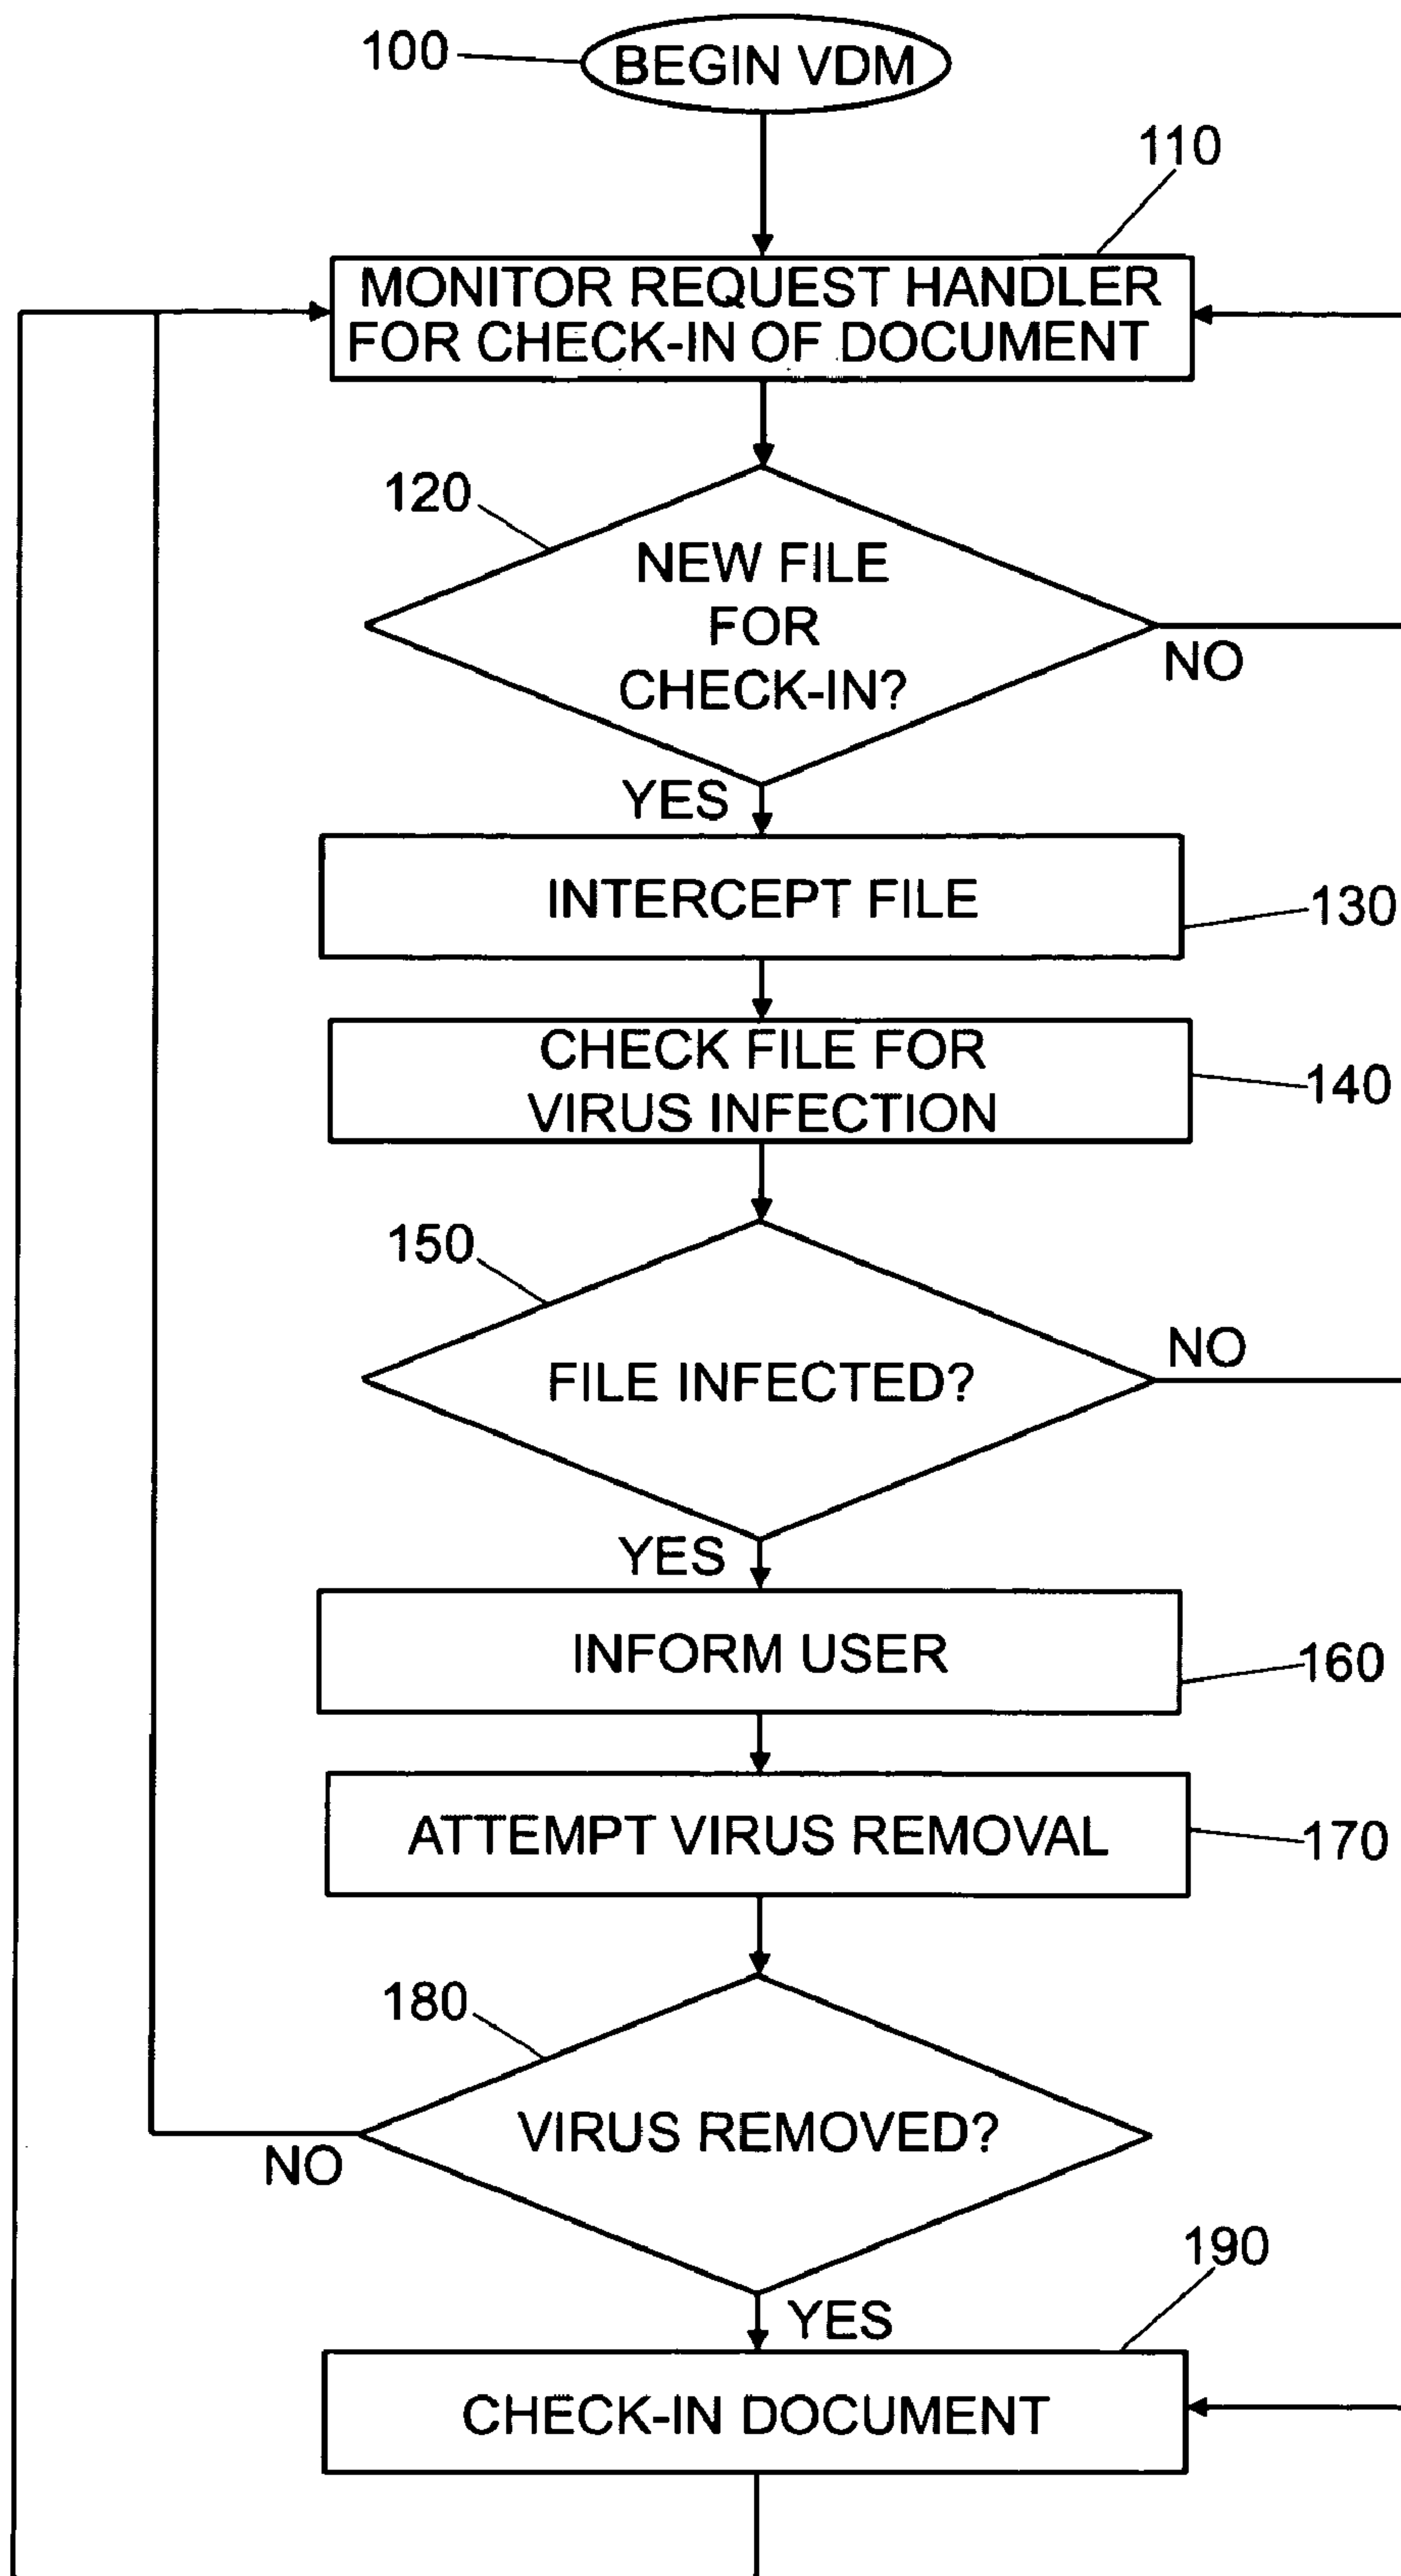 100
BEGIN VDM
110
MONITOR REQUEST HANDLER
FOR CHECK-IN OF DOCUMENT
120
NEW FILE
FOR
CHECK-IN?
NO
YES
INTERCEPT FILE
130
CHECK FILE FOR
VIRUS INFECTION
140
150
FILE INFECTED?
NO
YES
INFORM USER
160
ATTEMPT VIRUS REMOVAL
170
180
VIRUS REMOVED?
NO
YES
190
CHECK-IN DOCUMENT